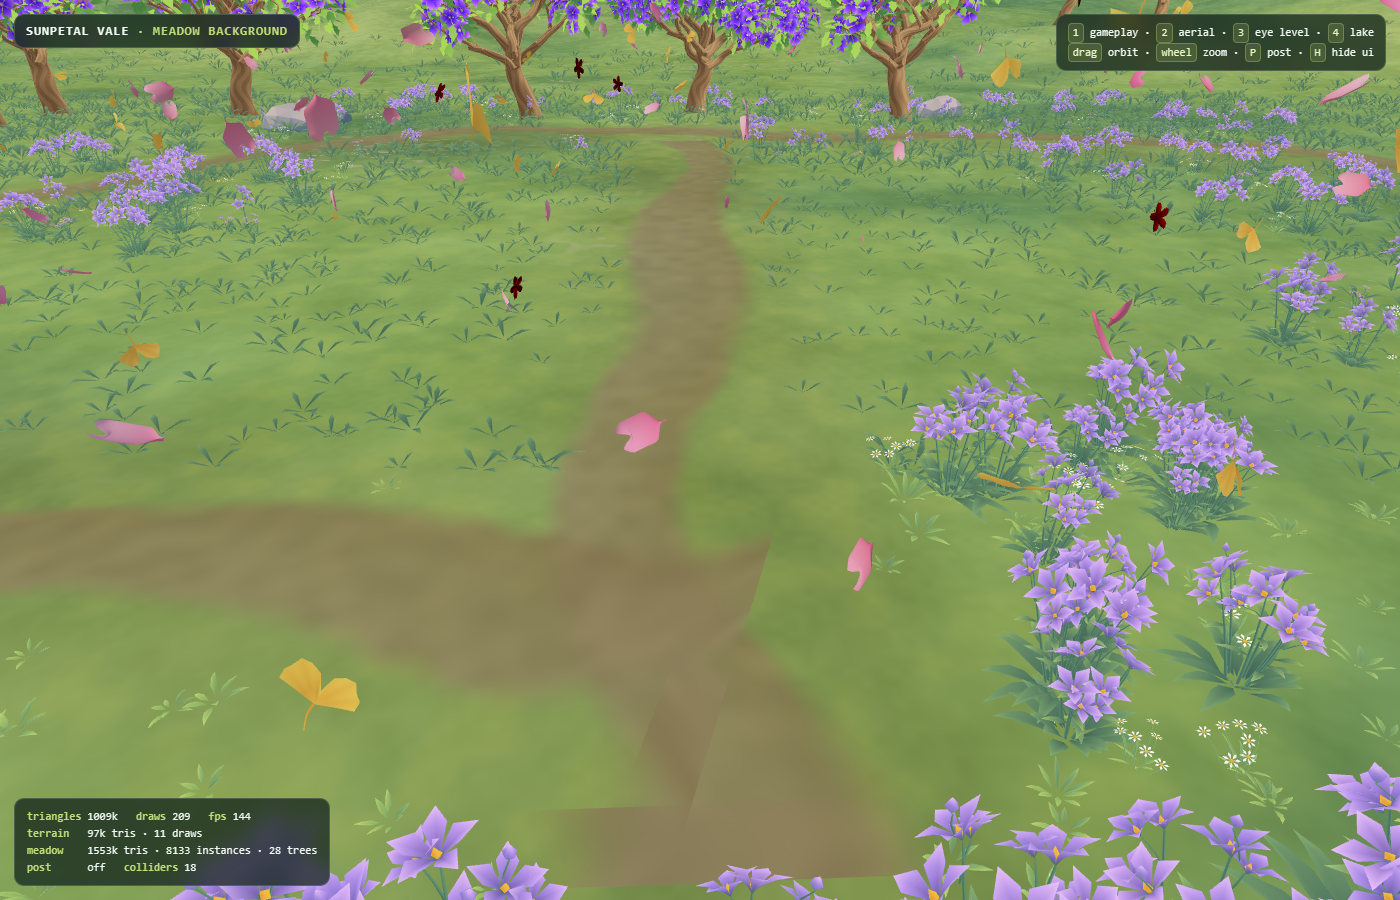 SUNPETAL VALE · MEADOW BACKGROUND
1 gameplay · 2 aerial · 3 eye level · 4 lake
drag orbit · wheel zoom · P post · H hide ui
triangles 1009k draws 209 fps 144
terrain 97k tris · 11 draws
meadow 1553k tris · 8133 instances · 28 trees
post off colliders 18